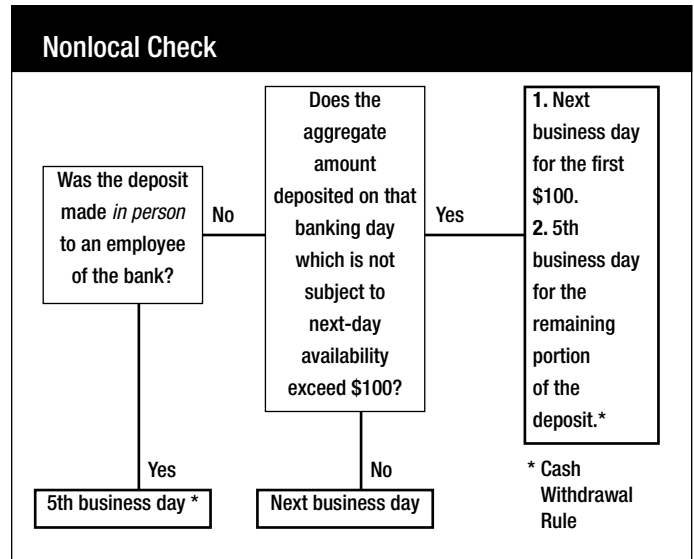 Nonlocal Check
Was the deposit
made in person
to an employee
of the bank?
No
Yes
5th business day *
Does the
aggregate
amount
deposited on that
banking day
which is not
subject to
next-day
availability
exceed $100?
Yes
No
Next business day
1. Next
business day
for the first
$100.
2. 5th
business day
for the
remaining
portion
of the
deposit.*
* Cash
Withdrawal
Rule